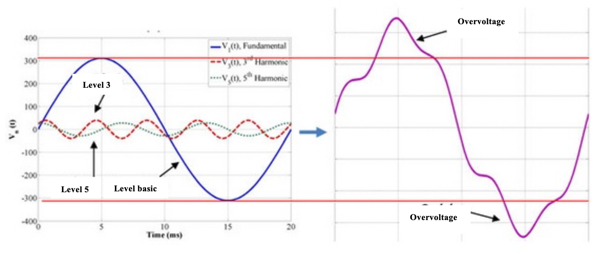 400
300
200
100
0
-100
-200
-300
-400
V_n (t)
V_1(t), Fundamental
V_3(t), 3rd Harmonic
V_5(t), 5th Harmonic
Level 3
Level 5
Level basic
0
5
10
15
20
Time (ms)
Overvoltage
Overvoltage